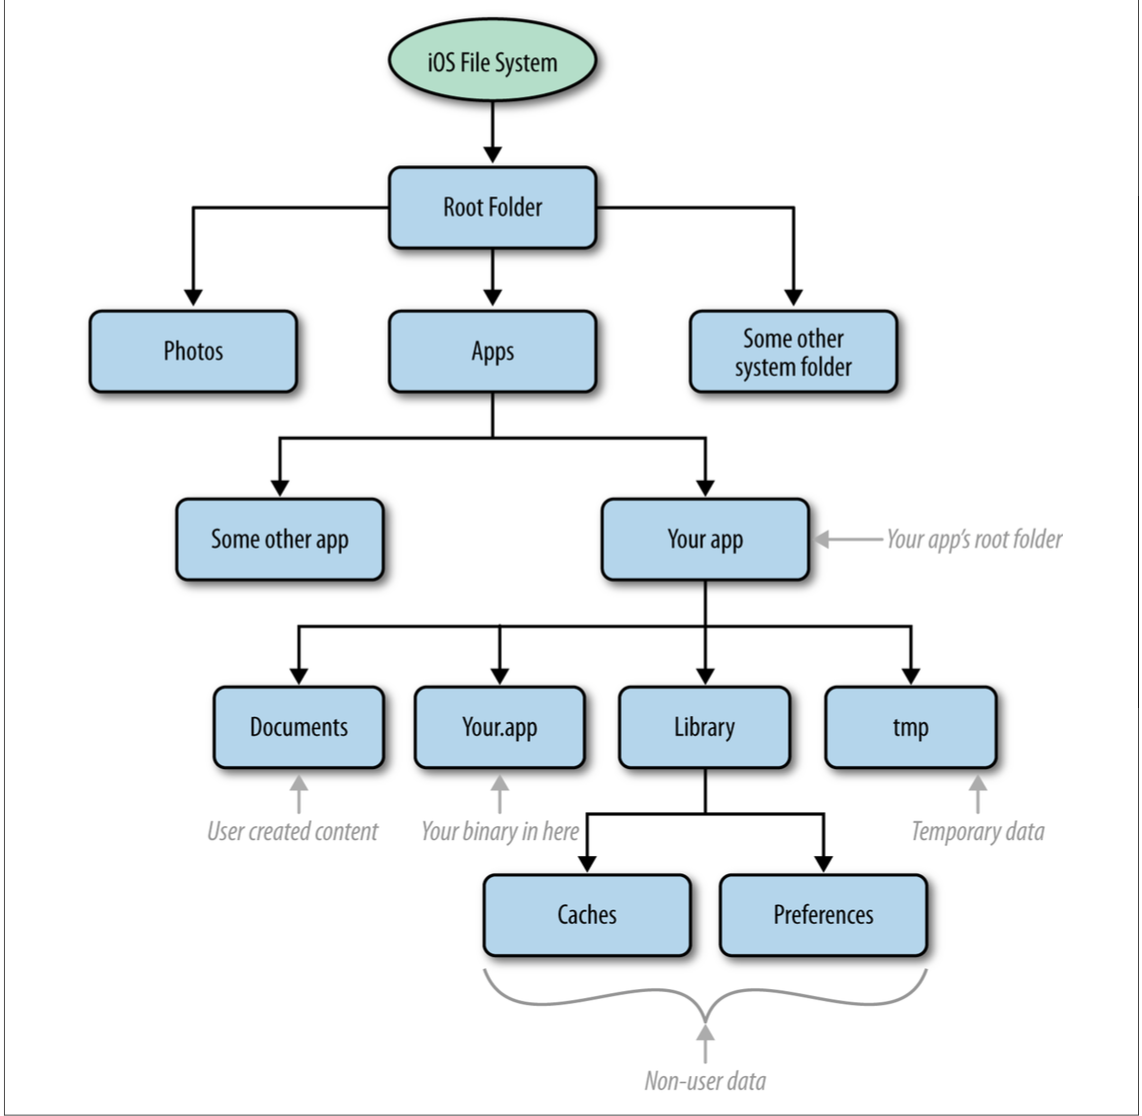 iOS File System
Root Folder
Photos
Apps
Some other
system folder
Some other app
Your app
Your app's root folder
Documents
Your.app
Library
tmp
User created content
Your binary in here
Temporary data
Caches
Preferences
Non-user data